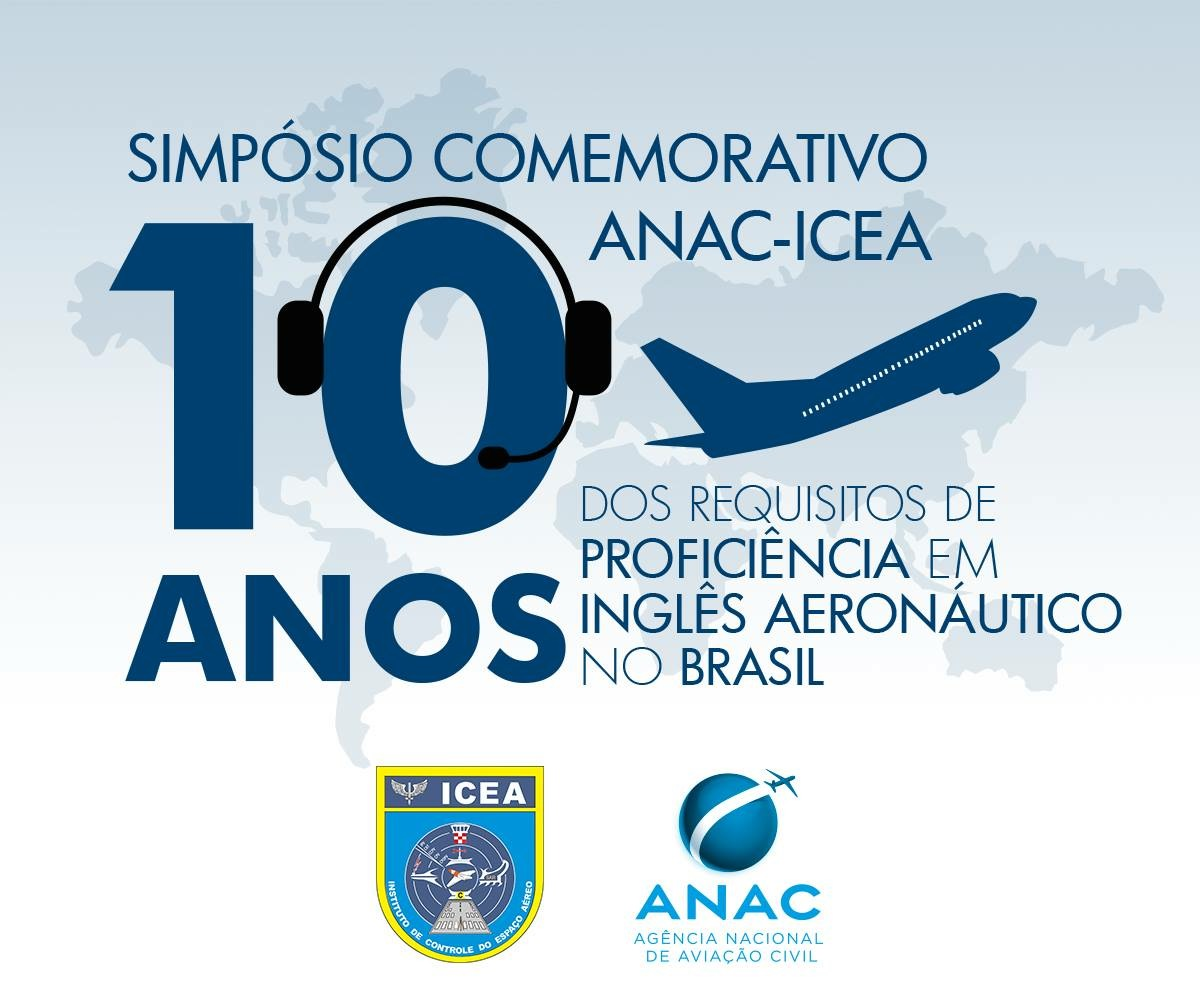 SIMPÓSIO COMEMORATIVO
ANAC-ICEA
10
ANOS
DOS REQUISITOS DE
PROFICIÊNCIA EM
INGLÊS AERONÁUTICO
NO BRASIL
ICEA
INSTITUTO DE CONTROLE DO ESPAÇO AÉREO
ANAC
AGÊNCIA NACIONAL
DE AVIAÇÃO CIVIL